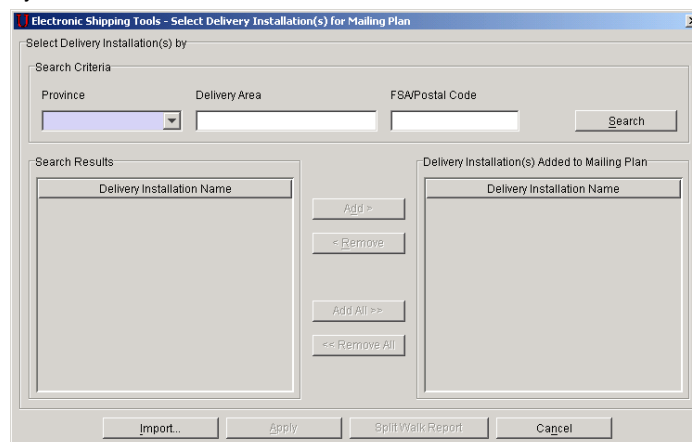 Electronic Shipping Tools - Select Delivery Installation(s) for Mailing Plan
Select Delivery Installation(s) by
Search Criteria
Province Delivery Area FSA/Postal Code
Search
Search Results Delivery Installation(s) Added to Mailing Plan
Delivery Installation Name Delivery Installation Name
Add >
< Remove
Add All >>
<< Remove All
Import... Apply Split Walk Report Cancel